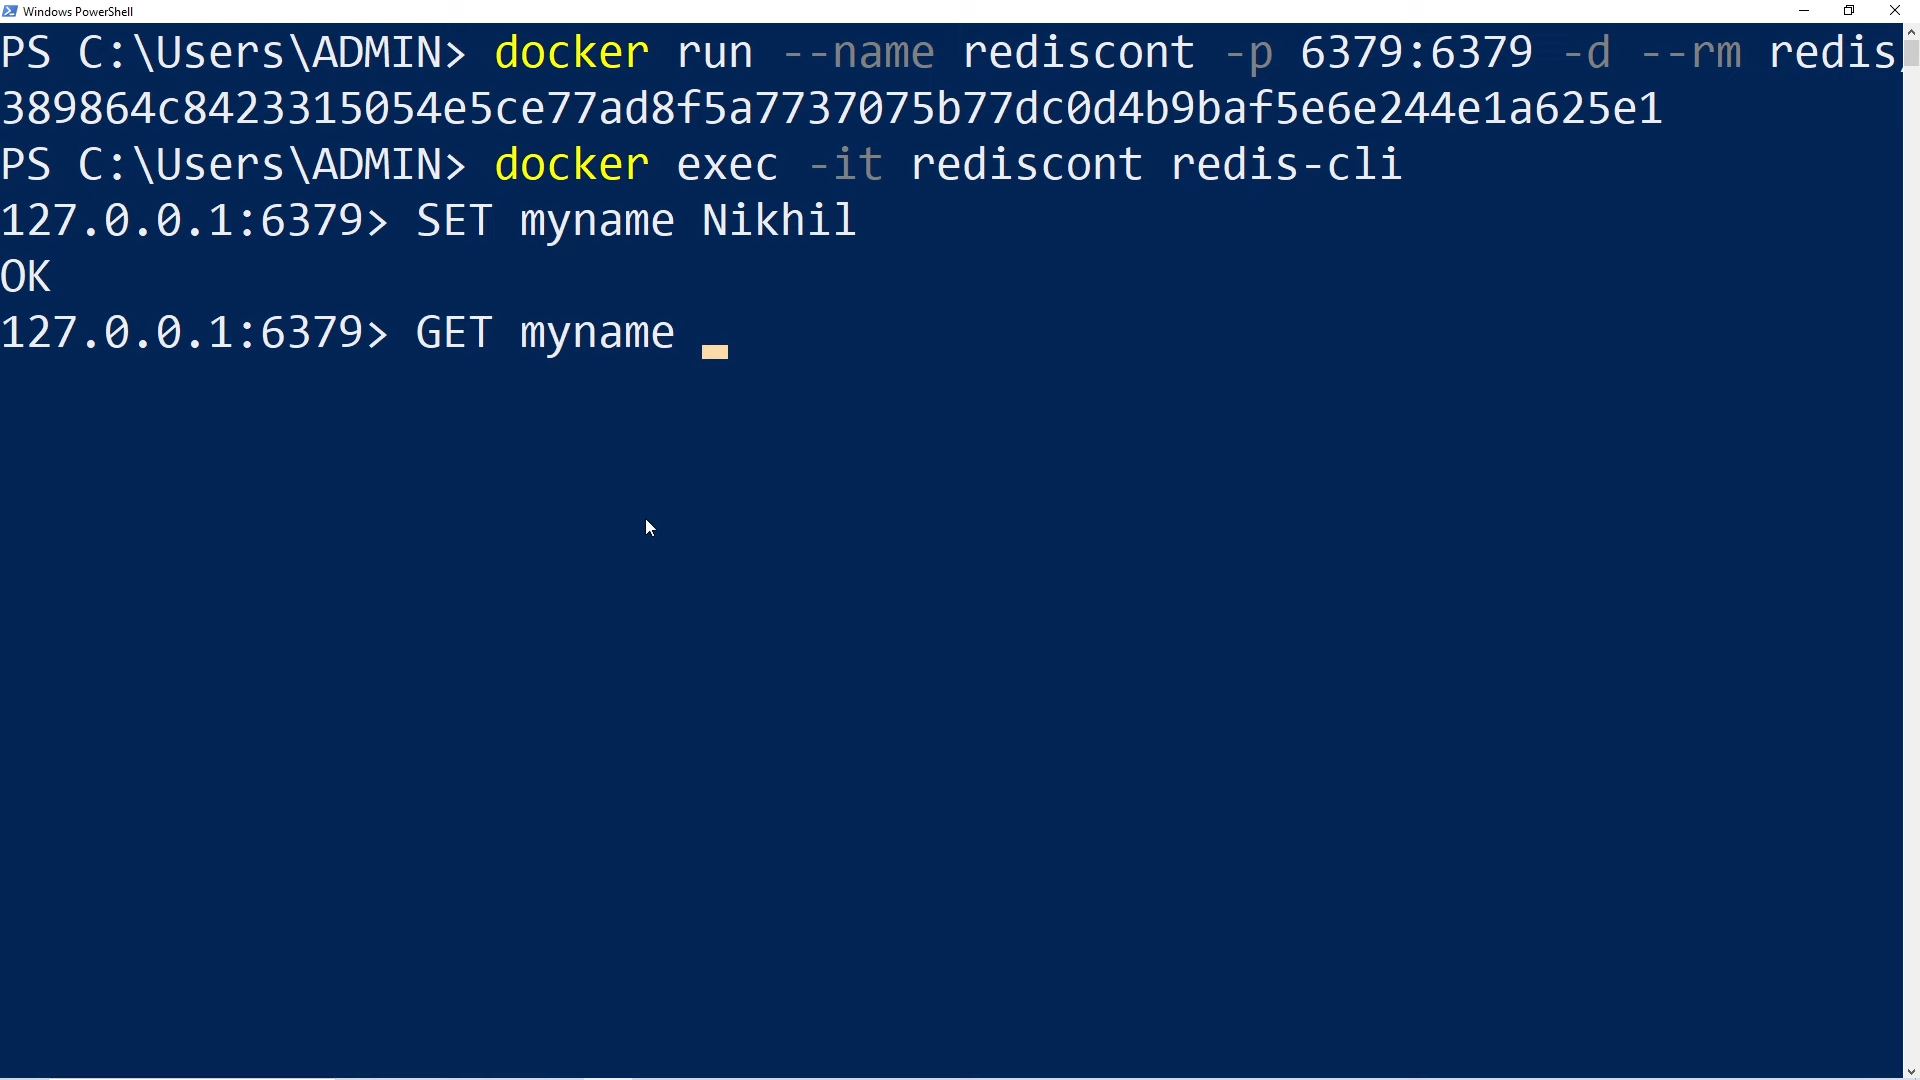 Windows PowerShell
PS C:\Users\ADMIN> docker run --name rediscont -p 6379:6379 -d --rm redis
389864c8423315054e5ce77ad8f5a7737075b77dc0d4b9baf5e6e244e1a625e1
PS C:\Users\ADMIN> docker exec -it rediscont redis-cli
127.0.0.1:6379> SET myname Nikhil
OK
127.0.0.1:6379> GET myname